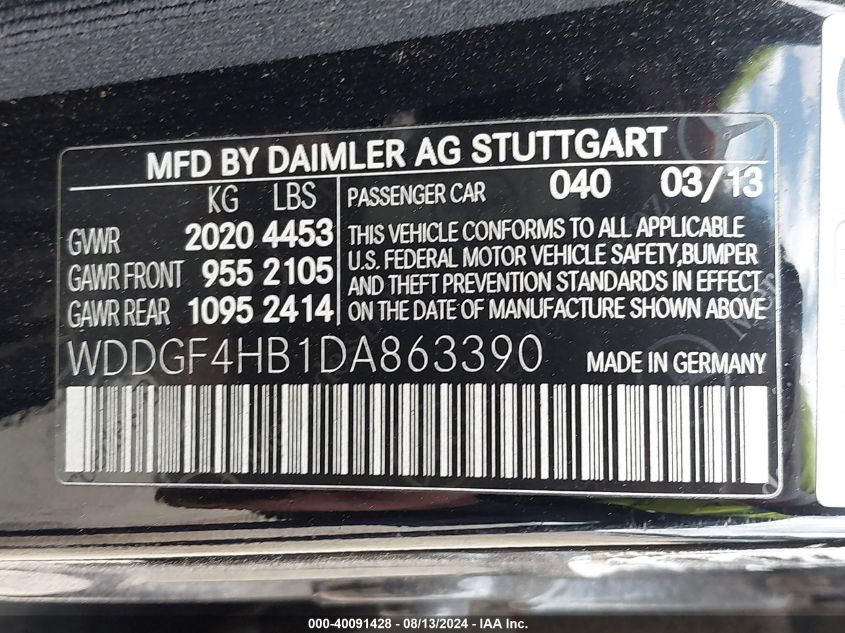 MFD BY DAIMLER AG STUTTGART
KG LBS
GVWR 2020 4453
GAWR FRONT 955 2105
GAWR REAR 1095 2414
PASSENGER CAR 040 03/13
THIS VEHICLE CONFORMS TO ALL APPLICABLE
U.S. FEDERAL MOTOR VEHICLE SAFETY,BUMPER
AND THEFT PREVENTION STANDARDS IN EFFECT
ON THE DATE OF MANUFACTURE SHOWN ABOVE
WDDGF4HB1DA863390 MADE IN GERMANY
000-40091428 - 08/13/2024 - IAA Inc.